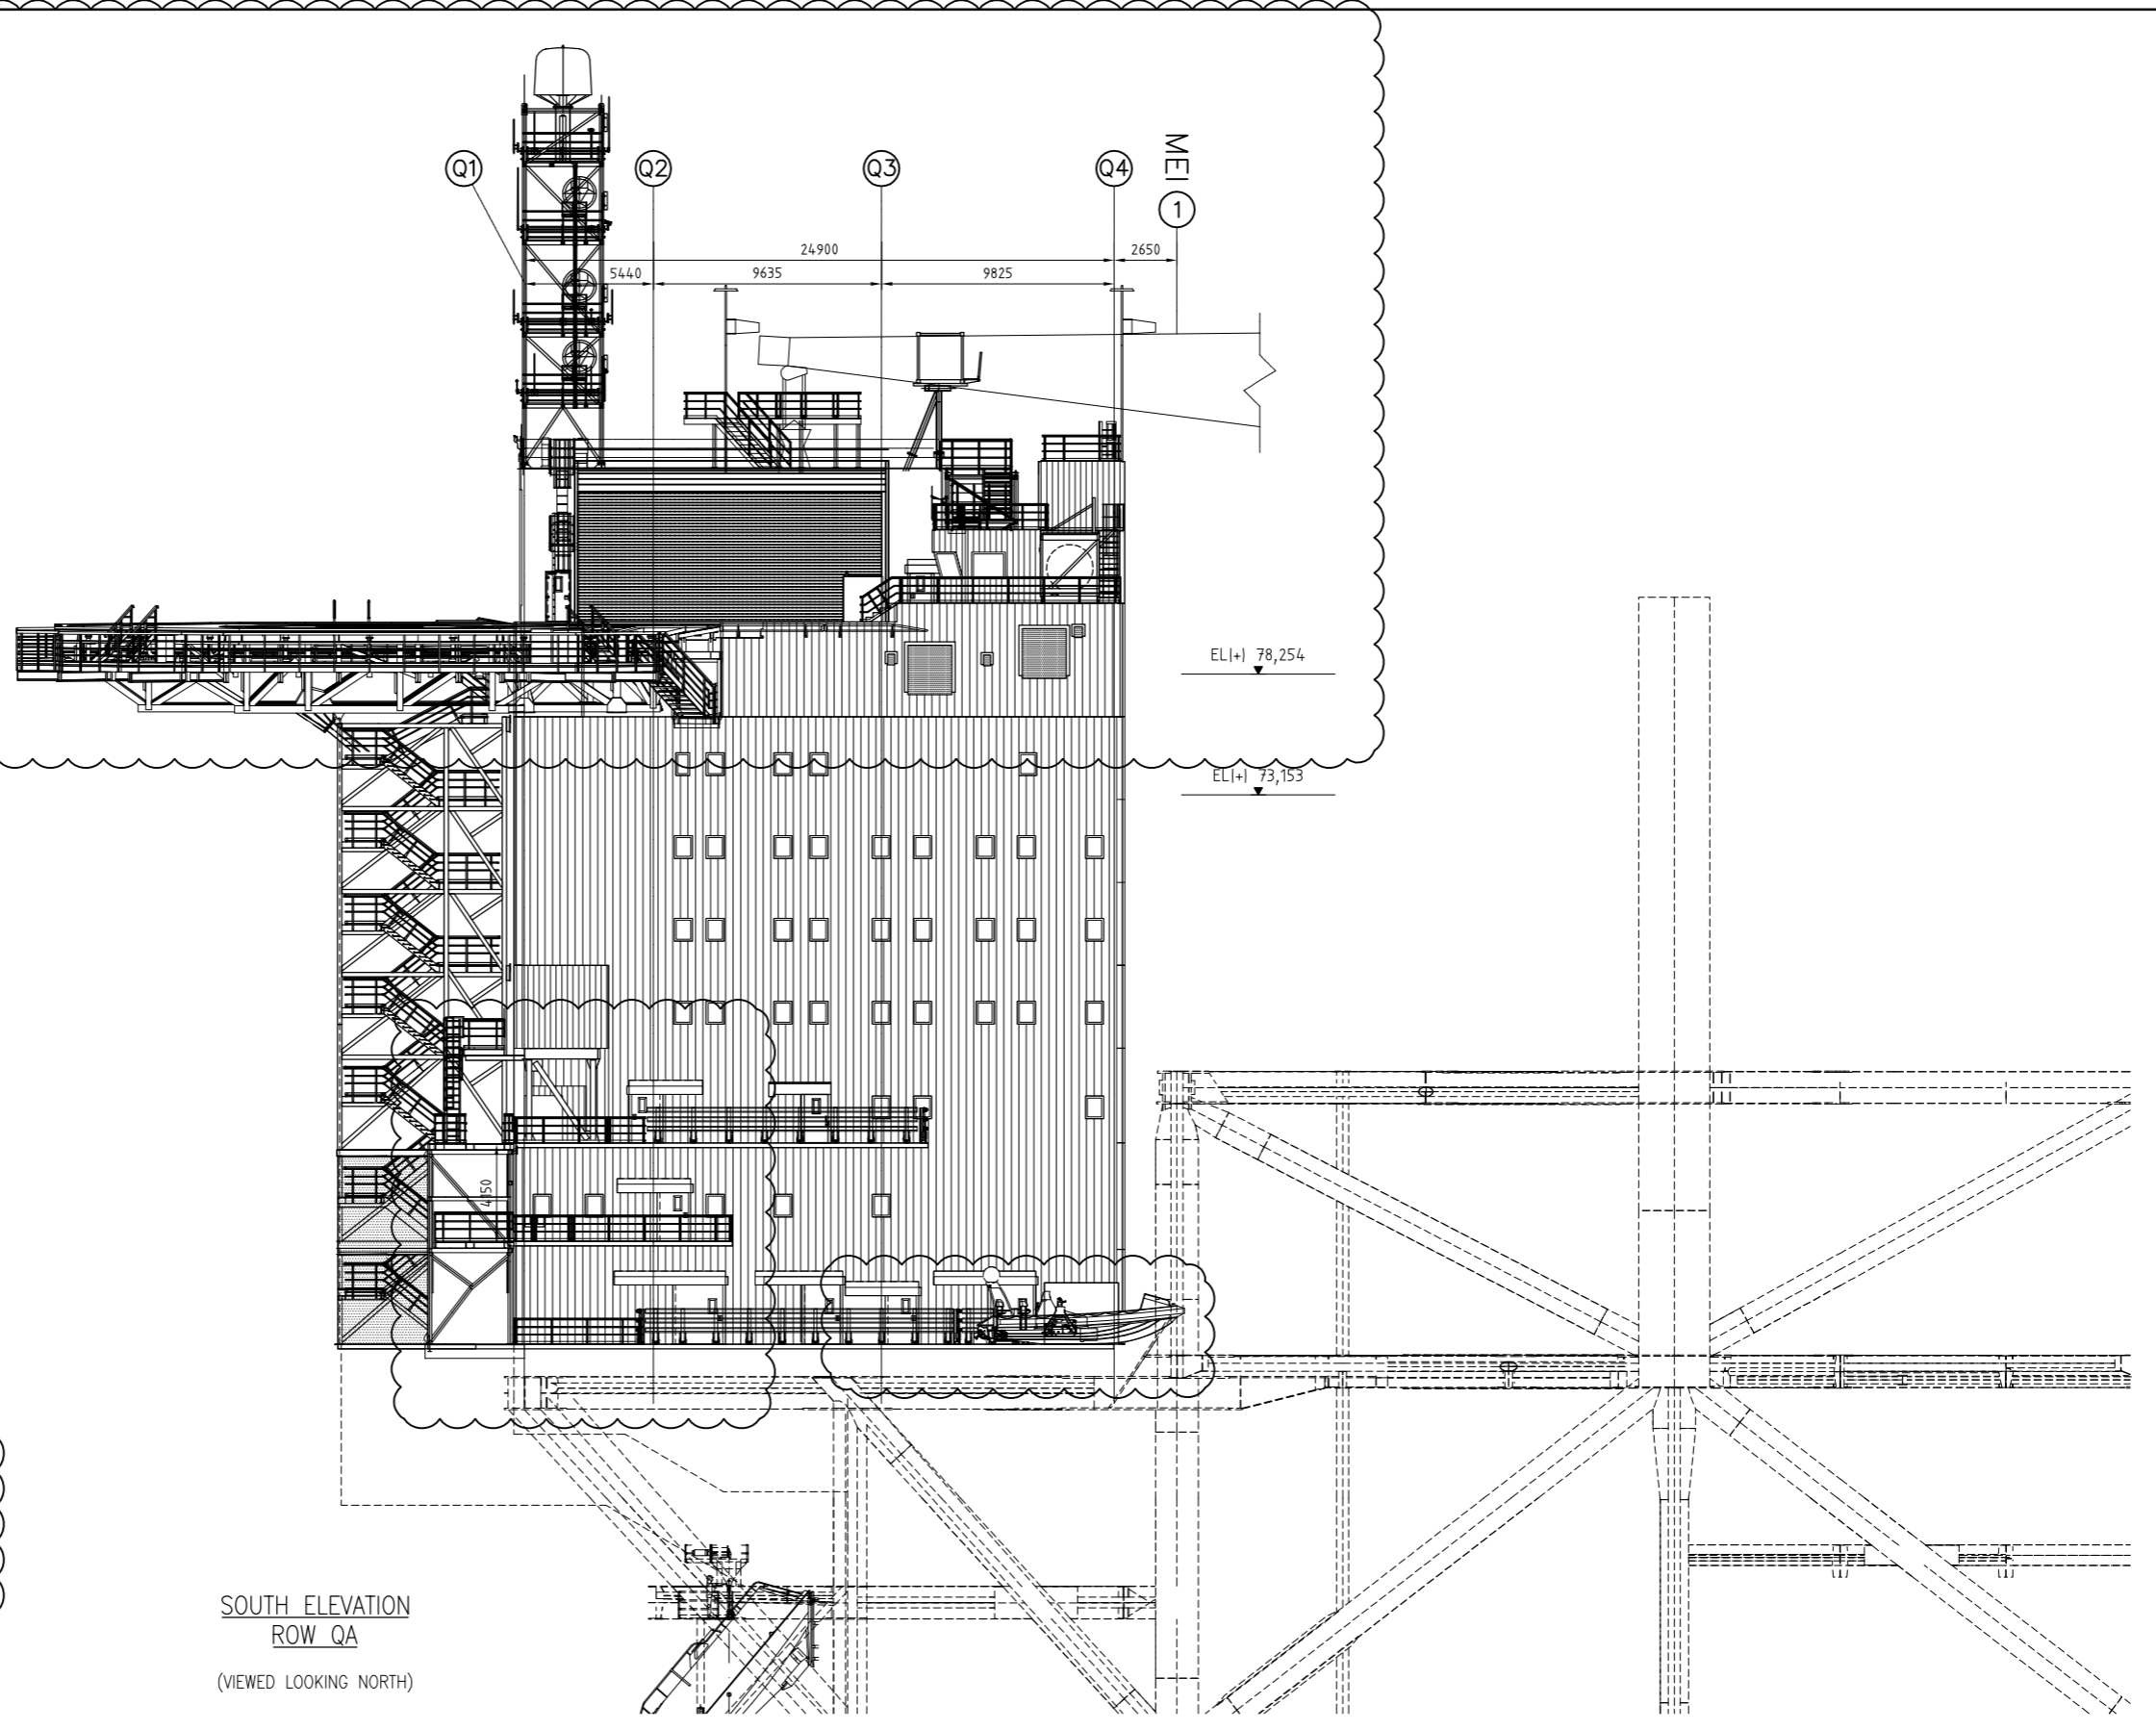 Q1
Q2
Q3
Q4
MEI
1
24900
2650
5440
9635
9825
EL(+) 78,254
EL(+) 73,153
4150
SOUTH ELEVATION
ROW QA
(VIEWED LOOKING NORTH)